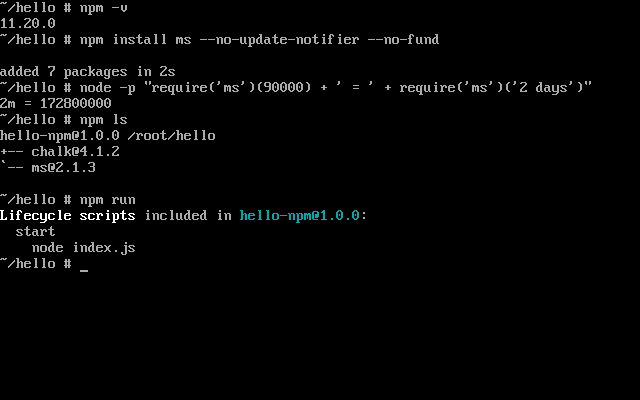 ~/hello # npm -v
11.20.0
~/hello # npm install ms --no-update-notifier --no-fund

added 7 packages in 2s
~/hello # node -p "require('ms')(90000) + ' = ' + require('ms')('2 days')"
2m = 172800000
~/hello # npm ls
hello-npm@1.0.0 /root/hello
+-- chalk@4.1.2
`-- ms@2.1.3

~/hello # npm run
Lifecycle scripts included in hello-npm@1.0.0:
  start
    node index.js
~/hello # _